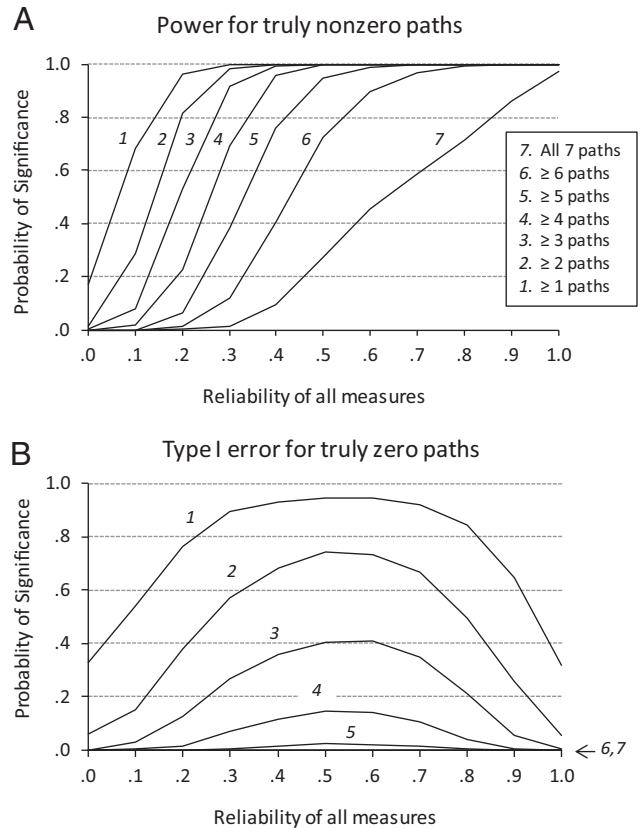 A
Power for truly nonzero paths
Probability of Significance
1.0
.8
.6
.4
.2
.0
1
2
3
4
5
6
7
7. All 7 paths
6. ≥ 6 paths
5. ≥ 5 paths
4. ≥ 4 paths
3. ≥ 3 paths
2. ≥ 2 paths
1. ≥ 1 paths
.0 .1 .2 .3 .4 .5 .6 .7 .8 .9 1.0
Reliability of all measures
B
Type I error for truly zero paths
Probablity of Significance
1.0
.8
.6
.4
.2
.0
1
2
3
4
5
6,7
.0 .1 .2 .3 .4 .5 .6 .7 .8 .9 1.0
Reliability of all measures